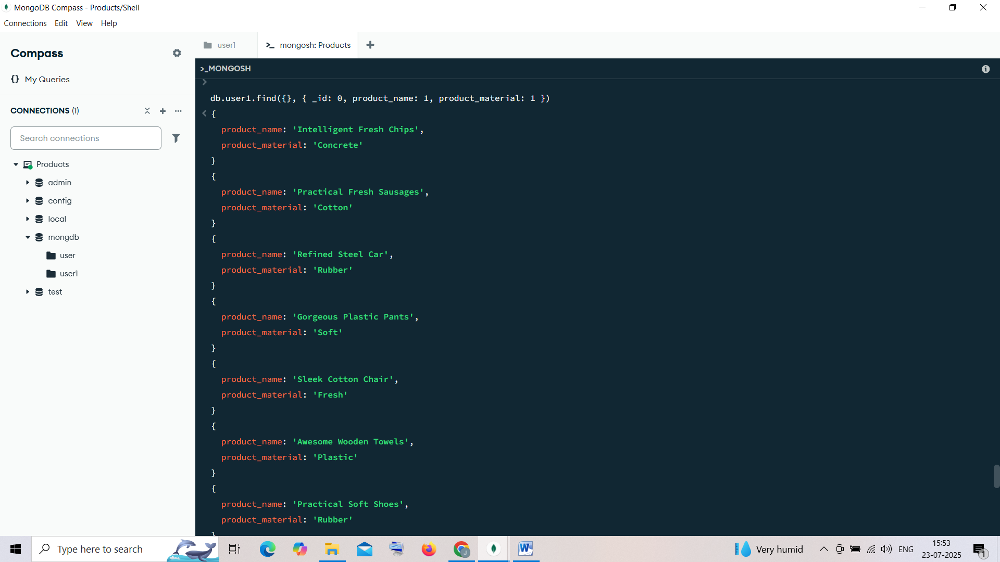 MongoDB Compass - Products/Shell
Connections Edit View Help
Compass
My Queries
CONNECTIONS (1)
Search connections
Products
admin
config
local
mongdb
user
user1
test
user1
mongosh: Products
>_MONGOSH
db.user1.find({}, { _id: 0, product_name: 1, product_material: 1 })
{
product_name: 'Intelligent Fresh Chips',
product_material: 'Concrete'
}
{
product_name: 'Practical Fresh Sausages',
product_material: 'Cotton'
}
{
product_name: 'Refined Steel Car',
product_material: 'Rubber'
}
{
product_name: 'Gorgeous Plastic Pants',
product_material: 'Soft'
}
{
product_name: 'Sleek Cotton Chair',
product_material: 'Fresh'
}
{
product_name: 'Awesome Wooden Towels',
product_material: 'Plastic'
}
{
product_name: 'Practical Soft Shoes',
product_material: 'Rubber'
}
Type here to search
Very humid
ENG
15:53
23-07-2025
1